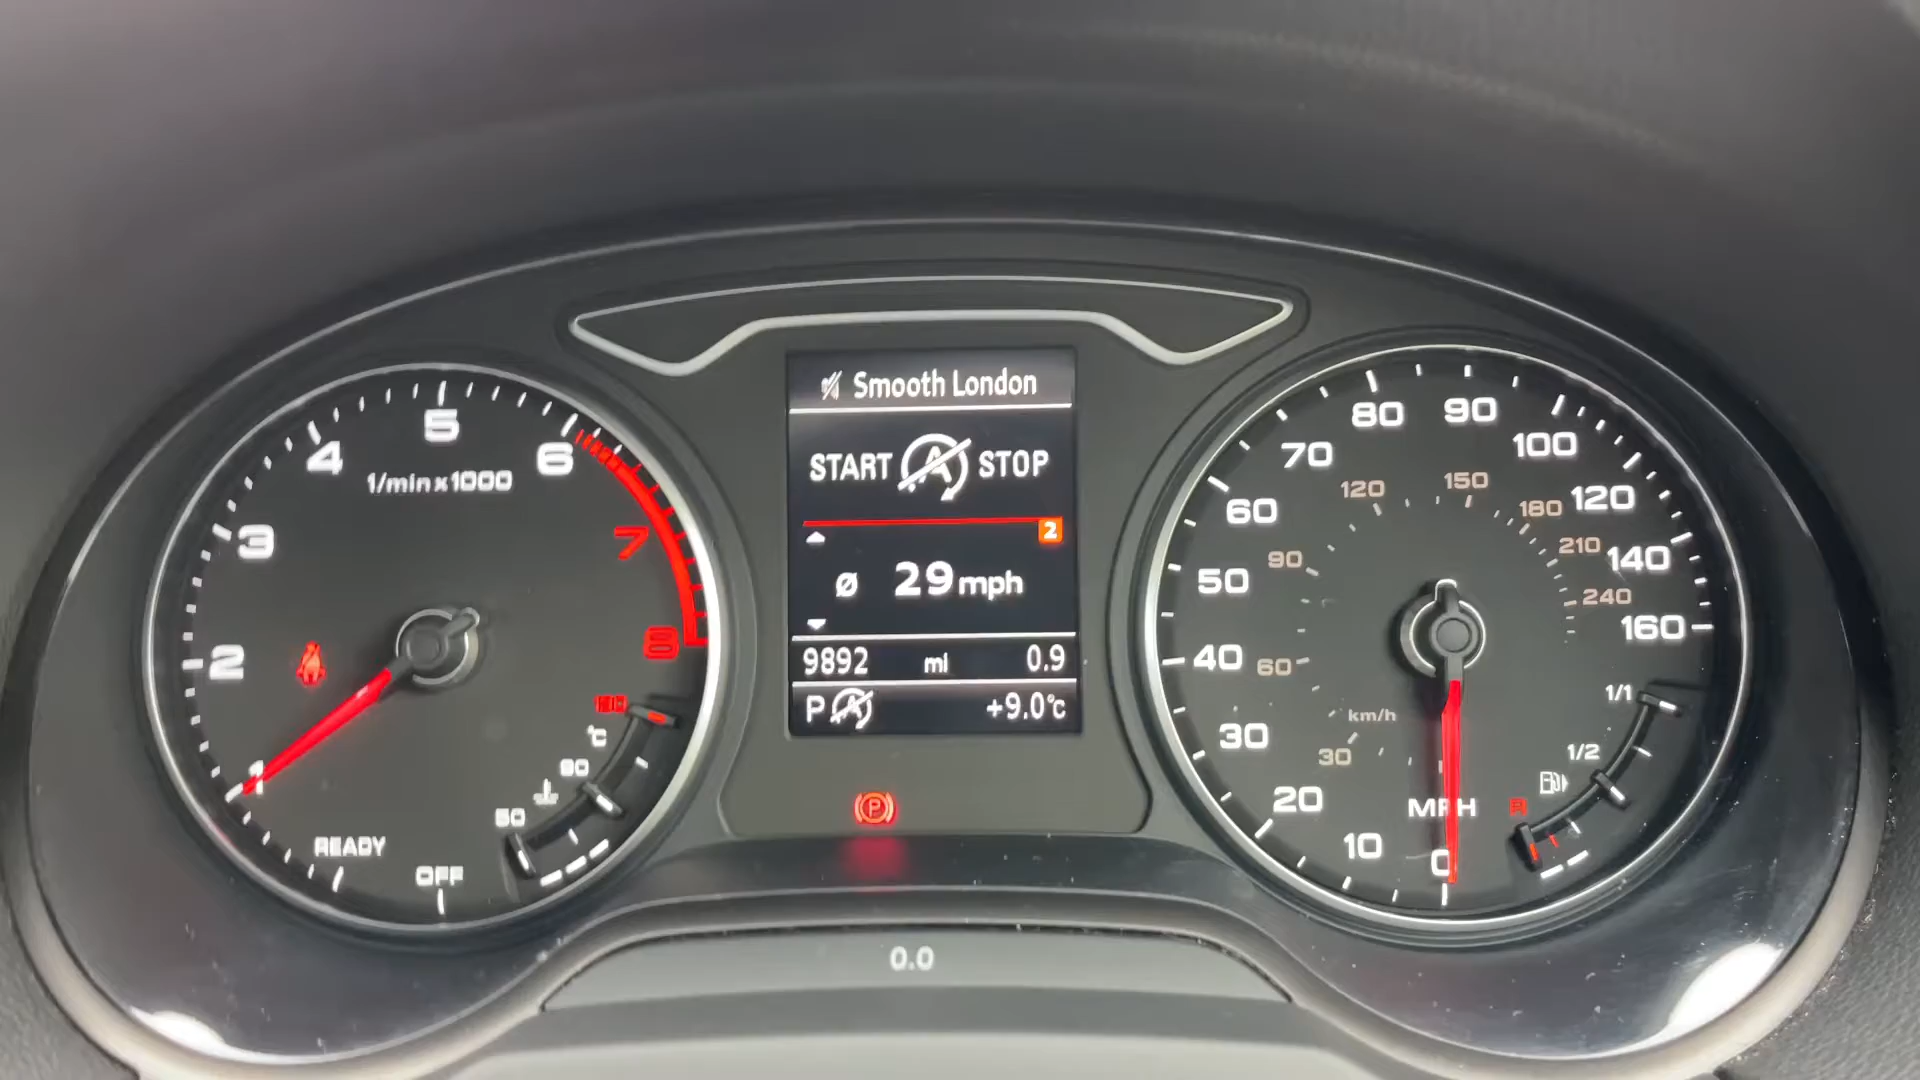 Smooth London
START A STOP
2
Ø 29 mph
9892 mi 0.9
P A +9.0°C
1
2
3
4
5
6
7
8
1/min x 1000
READY
OFF
50
90
°C
0
10
20
30
40
50
60
70
80
90
100
120
140
160
MPH
30
60
90
120
150
180
210
240
km/h
1/1
1/2
R
P
0.0